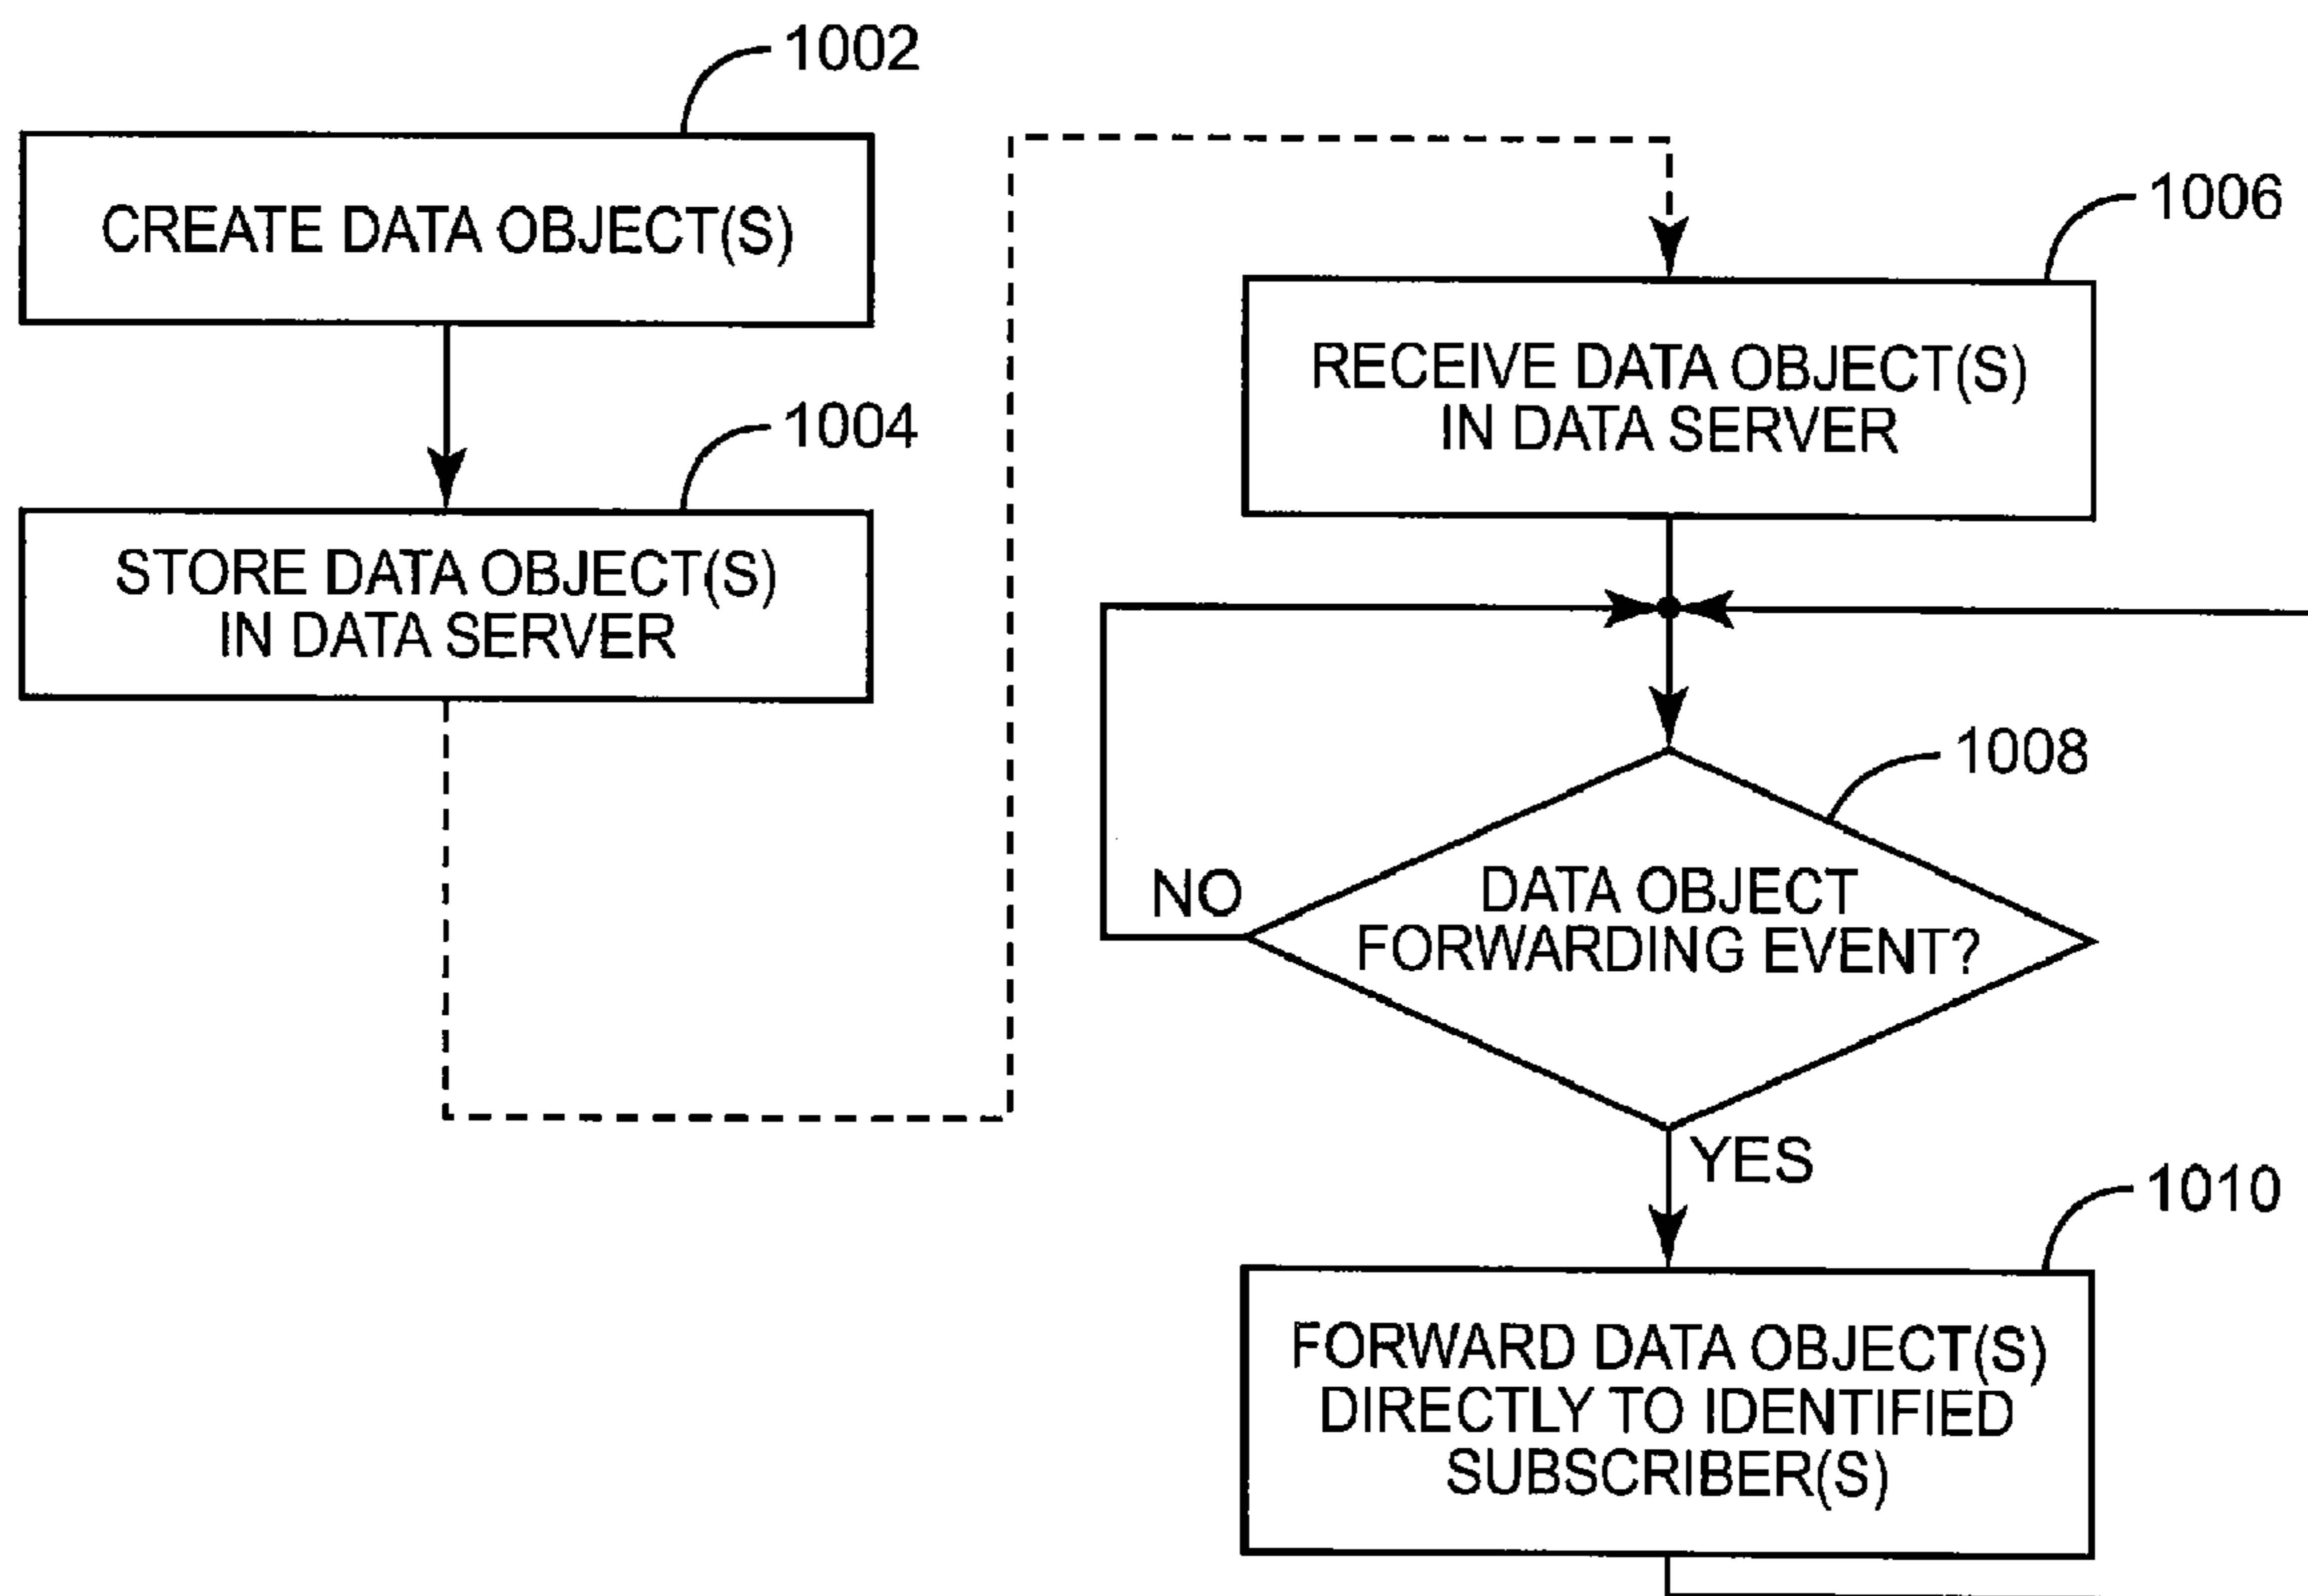 1002
CREATE DATA OBJECT(S)
1004
STORE DATA OBJECT(S)
IN DATA SERVER
1006
RECEIVE DATA OBJECT(S)
IN DATA SERVER
1008
DATA OBJECT
FORWARDING EVENT?
NO
YES
1010
FORWARD DATA OBJECT(S)
DIRECTLY TO IDENTIFIED
SUBSCRIBER(S)